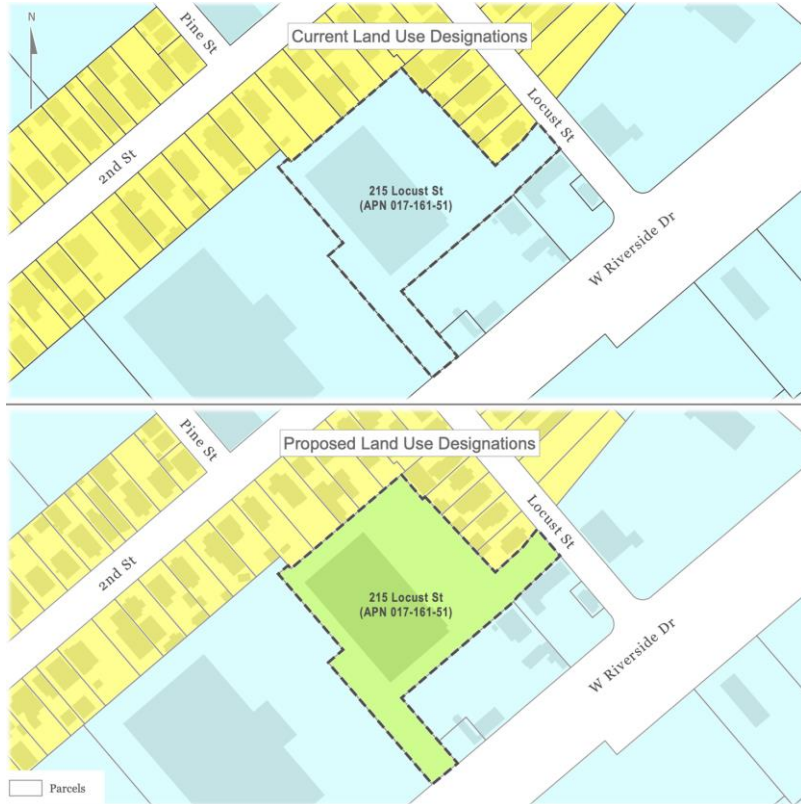 N
Pine St
Current Land Use Designations
Locust St
2nd St
215 Locust St
(APN 017-161-51)
W Riverside Dr
Pine St
Proposed Land Use Designations
Locust St
2nd St
215 Locust St
(APN 017-161-51)
W Riverside Dr
Parcels